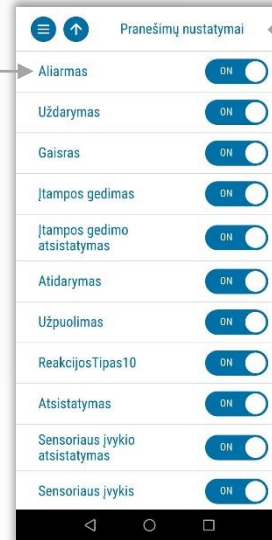 Pranešimų nustatymai
Aliarmas ON
Uždarymas ON
Gaisras ON
Įtampos gedimas ON
Įtampos gedimo
atsistatymas ON
Atidarymas ON
Užpuolimas ON
ReakcijosTipas10 ON
Atsistatymas ON
Sensoriaus įvykio
atsistatymas ON
Sensoriaus įvykis ON